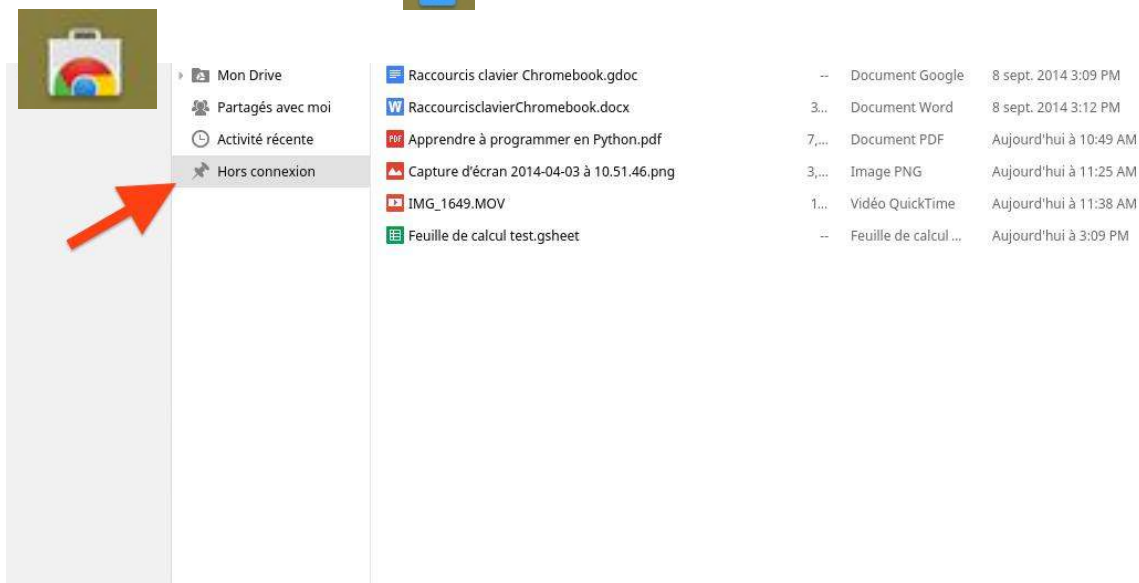 Mon Drive
Partagés avec moi
Activité récente
Hors connexion
Raccourcis clavier Chromebook.gdoc -- Document Google 8 sept. 2014 3:09 PM
RaccourcisclavierChromebook.docx 3... Document Word 8 sept. 2014 3:12 PM
PDF Apprendre à programmer en Python.pdf 7,... Document PDF Aujourd'hui à 10:49 AM
Capture d'écran 2014-04-03 à 10.51.46.png 3,... Image PNG Aujourd'hui à 11:25 AM
IMG_1649.MOV 1... Vidéo QuickTime Aujourd'hui à 11:38 AM
Feuille de calcul test.gsheet -- Feuille de calcul ... Aujourd'hui à 3:09 PM